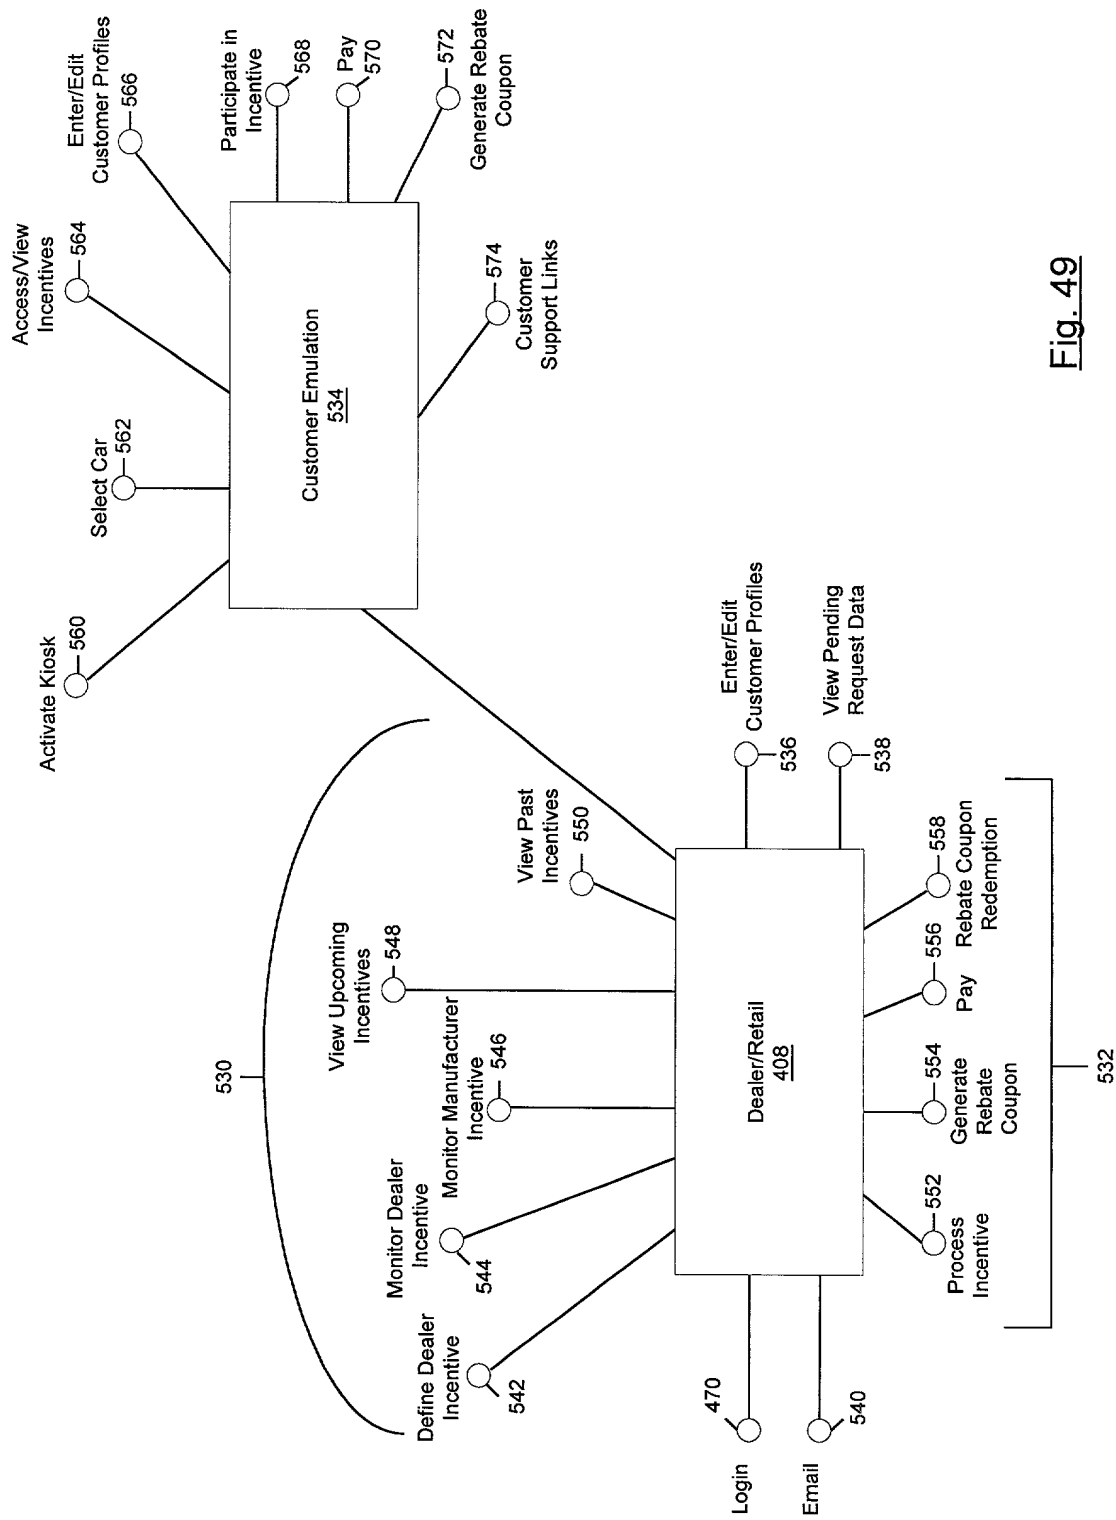 Activate Kiosk
560
Select Car
562
Access/View
Incentives
564
Enter/Edit
Customer Profiles
566
Participate in
Incentive
568
Pay
570
572
Generate Rebate
Coupon
574
Customer
Support Links
Customer Emulation
534
530
Define Dealer
Incentive
542
Monitor Dealer
Incentive
544
Monitor Manufacturer
Incentive
546
View Upcoming
Incentives
548
View Past
Incentives
550
Enter/Edit
Customer Profiles
536
View Pending
Request Data
538
Dealer/Retail
408
Login
470
Email
540
552
Process
Incentive
554
Generate
Rebate
Coupon
556
Pay
558
Rebate Coupon
Redemption
532
Fig. 49